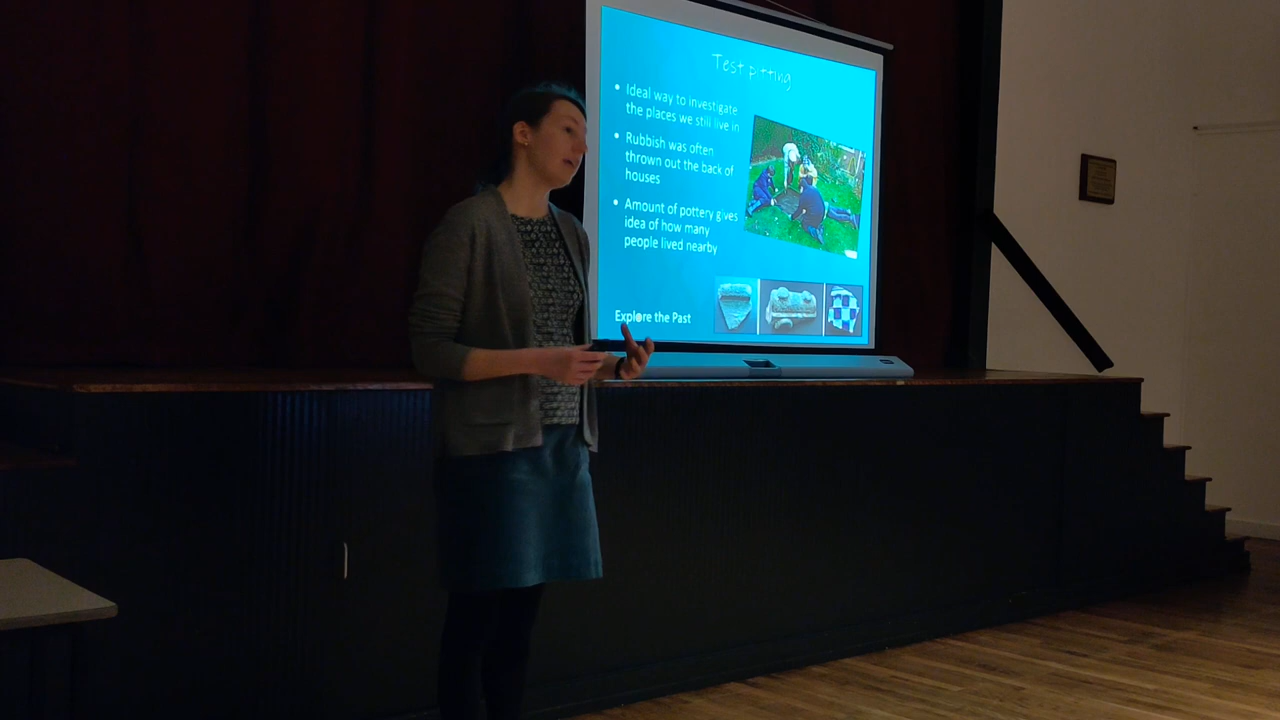 Test pitting
• Ideal way to investigate
the places we still live in
• Rubbish was often
thrown out the back of
houses
• Amount of pottery gives
idea of how many
people lived nearby
Explore the Past